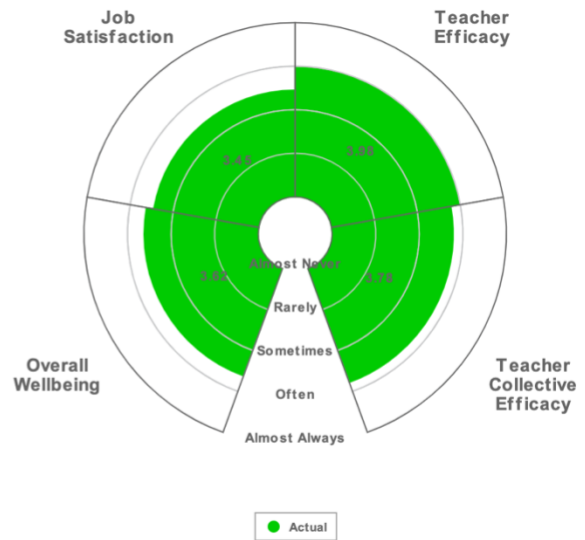 Job
Satisfaction
Teacher
Efficacy
3.45
3.98
Almost Never
3.62
3.78
Rarely
Sometimes
Overall
Wellbeing
Teacher
Collective
Efficacy
Often
Almost Always
Actual